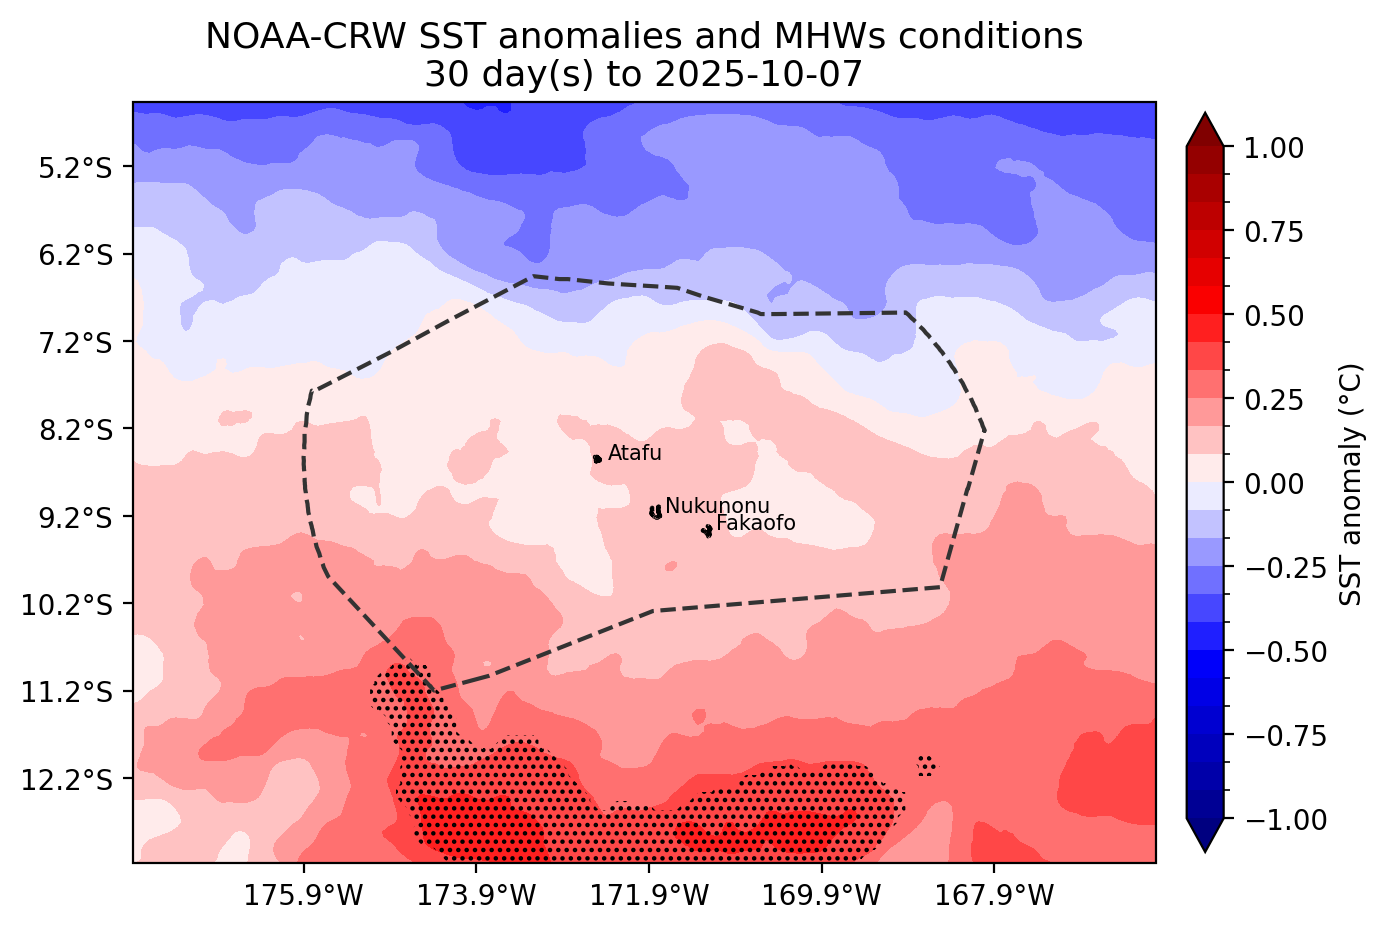 NOAA-CRW SST anomalies and MHWs conditions
30 day(s) to 2025-10-07
5.2°S
6.2°S
7.2°S
8.2°S
9.2°S
10.2°S
11.2°S
12.2°S
Atafu
Nukunonu
Fakaofo
175.9°W
173.9°W
171.9°W
169.9°W
167.9°W
1.00
0.75
0.50
0.25
0.00
−0.25
−0.50
−0.75
−1.00
SST anomaly (°C)